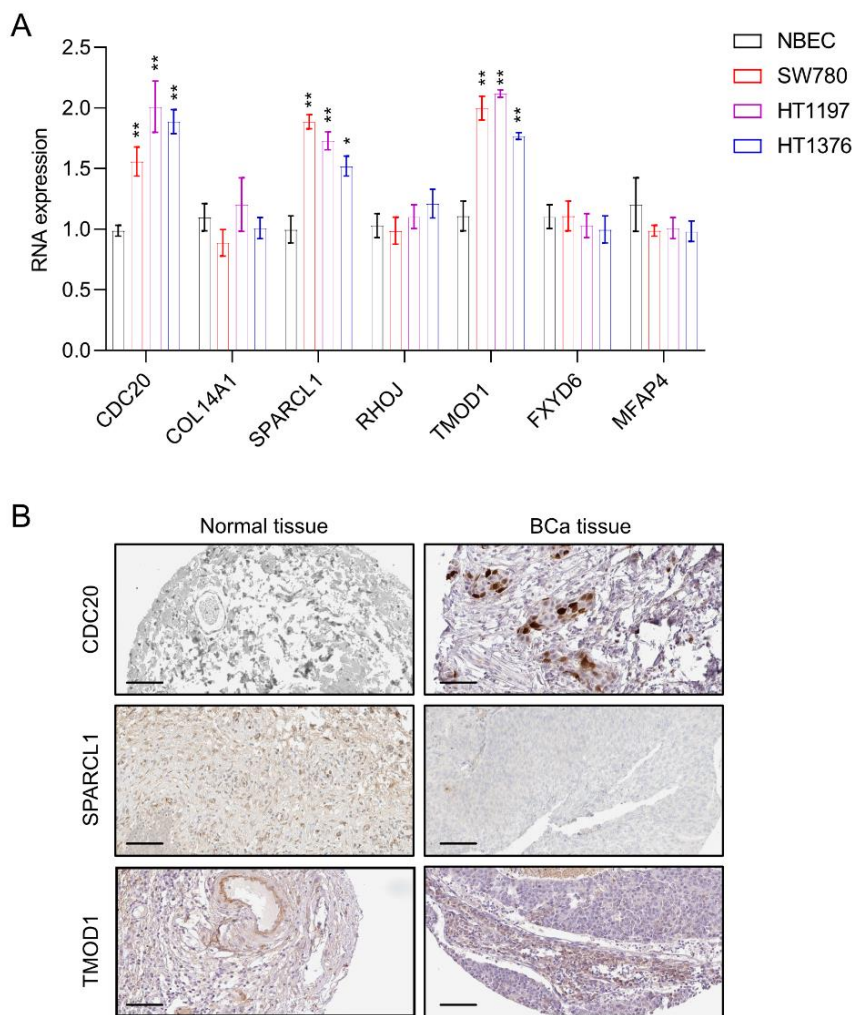 A
RNA expression
2.5
2.0
1.5
1.0
0.5
0.0
** ** **
** ** *
** ** **
CDC20
COL14A1
SPARCL1
RHOJ
TMOD1
FXYD6
MFAP4
NBEC
SW780
HT1197
HT1376
B
Normal tissue
BCa tissue
CDC20
SPARCL1
TMOD1